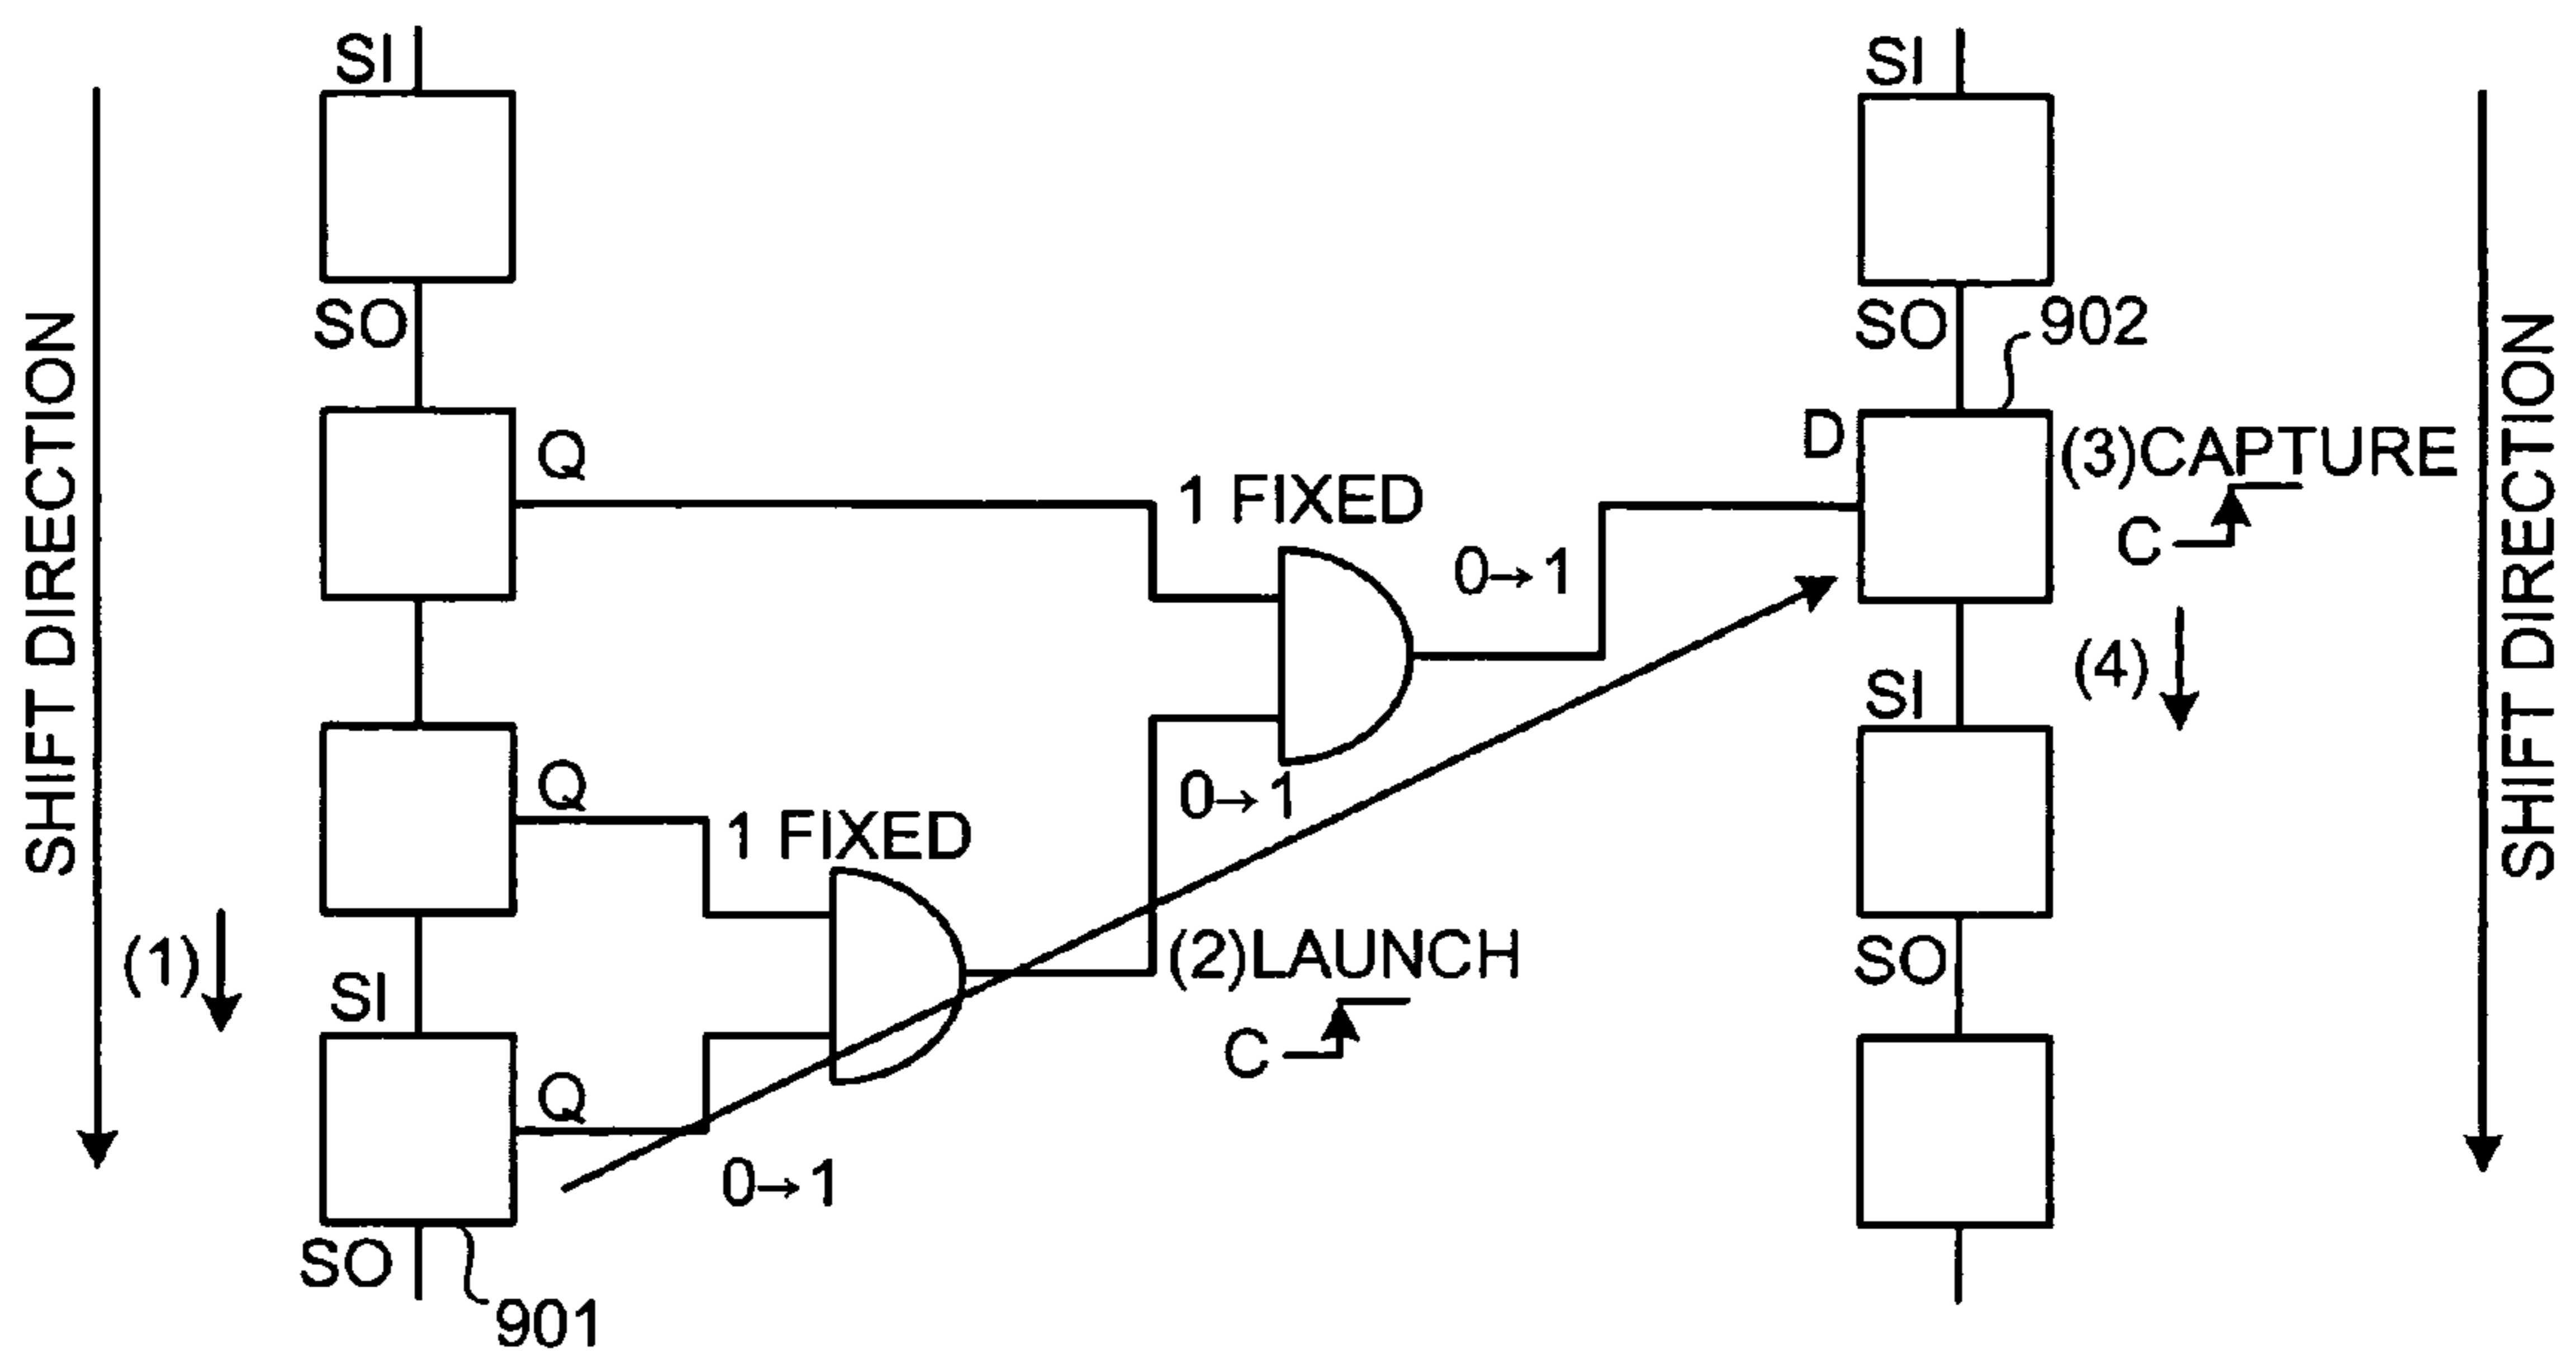 SI
SI
SO
SO
902
Q
D
(3)CAPTURE
1 FIXED
C
0→1
SHIFT DIRECTION
SHIFT DIRECTION
(4)
SI
Q
0→1
1 FIXED
(1)
(2)LAUNCH
SO
SI
C
Q
0→1
SO
901